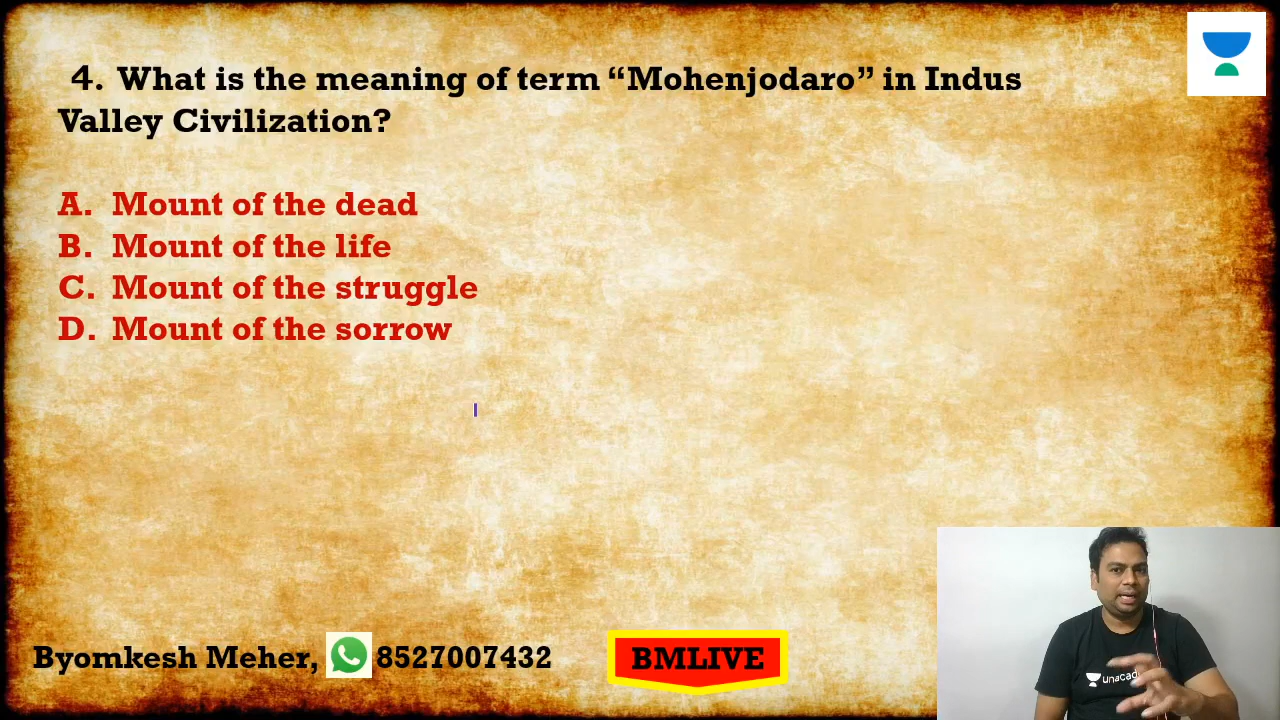 4. What is the meaning of term “Mohenjodaro” in Indus
Valley Civilization?
A. Mount of the dead
B. Mount of the life
C. Mount of the struggle
D. Mount of the sorrow
Byomkesh Meher, 8527007432
BMLIVE